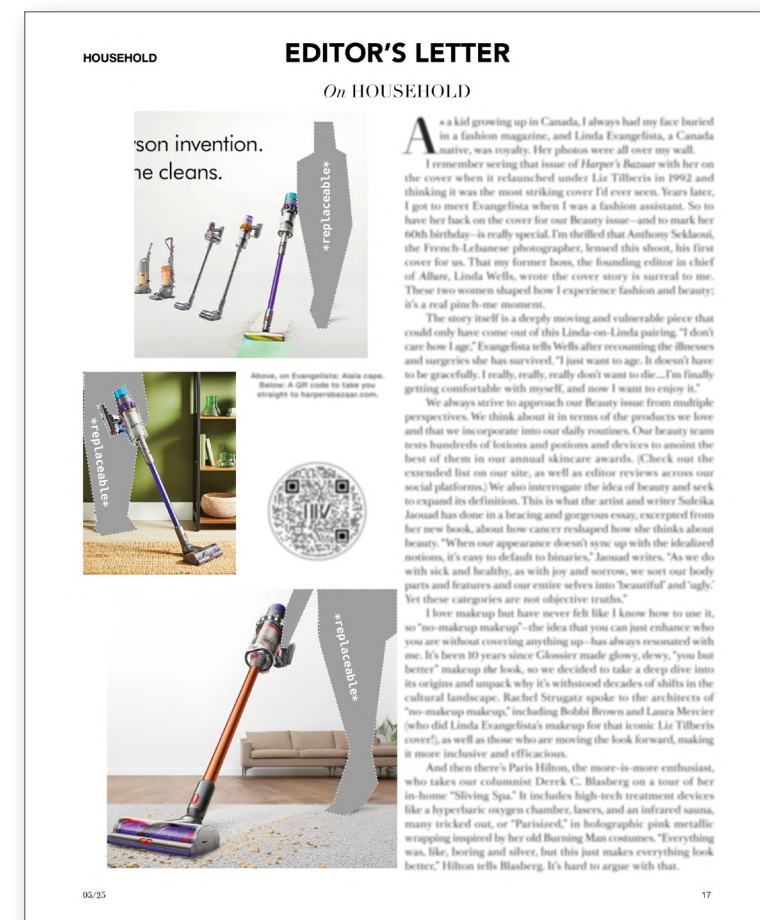 HOUSEHOLD
EDITOR'S LETTER
On HOUSEHOLD
son invention.
ne cleans.
*replaceable*
*replaceable*
Above, on Evangelista: Alaïa cape.
Below: A QR code to take you
straight to harpersbazaar.com.
*replaceable*
As a kid growing up in Canada, I always had my face buried
in a fashion magazine, and Linda Evangelista, a Canada
native, was royalty. Her photos were all over my wall.
I remember seeing that issue of Harper's Bazaar with her on
the cover when it relaunched under Liz Tilberis in 1992 and
thinking it was the most striking cover I'd ever seen. Years later,
I got to meet Evangelista when I was a fashion assistant. So to
have her back on the cover for our Beauty issue—and to mark her
60th birthday—is really special. I'm thrilled that Anthony Seklaoui,
the French-Lebanese photographer, lensed this shoot, his first
cover for us. That my former boss, the founding editor in chief
of Allure, Linda Wells, wrote the cover story is surreal to me.
These two women shaped how I experience fashion and beauty;
it's a real pinch-me moment.
The story itself is a deeply moving and vulnerable piece that
could only have come out of this Linda-on-Linda pairing. "I don't
care how I age," Evangelista tells Wells after recounting the illnesses
and surgeries she has survived. "I just want to age. It doesn't have
to be gracefully. I really, really, really don't want to die.…I'm finally
getting comfortable with myself, and now I want to enjoy it."
We always strive to approach our Beauty issue from multiple
perspectives. We think about it in terms of the products we love
and that we incorporate into our daily routines. Our beauty team
tests hundreds of lotions and potions and devices to anoint the
best of them in our annual skincare awards. (Check out the
extended list on our site, as well as editor reviews across our
social platforms.) We also interrogate the idea of beauty and seek
to expand its definition. This is what the artist and writer Suleika
Jaouad has done in a bracing and gorgeous essay, excerpted from
her new book, about how cancer reshaped how she thinks about
beauty. "When our appearance doesn't sync up with the idealized
notions, it's easy to default to binaries," Jaouad writes. "As we do
with sick and healthy, as with joy and sorrow, we sort our body
parts and features and our entire selves into 'beautiful' and 'ugly.'
Yet these categories are not objective truths."
I love makeup but have never felt like I know how to use it,
so "no-makeup makeup"—the idea that you can just enhance who
you are without covering anything up—has always resonated with
me. It's been 10 years since Glossier made glowy, dewy, "you but
better" makeup the look, so we decided to take a deep dive into
its origins and unpack why it's withstood decades of shifts in the
cultural landscape. Rachel Strugatz spoke to the architects of
"no-makeup makeup," including Bobbi Brown and Laura Mercier
(who did Linda Evangelista's makeup for that iconic Liz Tilberis
cover!), as well as those who are moving the look forward, making
it more inclusive and efficacious.
And then there's Paris Hilton, the more-is-more enthusiast,
who takes our columnist Derek C. Blasberg on a tour of her
in-home "Sliving Spa." It includes high-tech treatment devices
like a hyperbaric oxygen chamber, lasers, and an infrared sauna,
many tricked out, or "Parisized," in holographic pink metallic
wrapping inspired by her old Burning Man costumes. "Everything
was, like, boring and silver, but this just makes everything look
better," Hilton tells Blasberg. It's hard to argue with that.
05/25
17